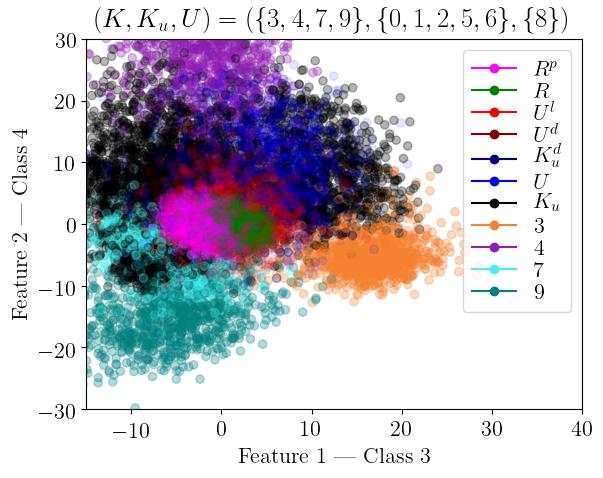 (K, K_u, U) = ({3, 4, 7, 9}, {0, 1, 2, 5, 6}, {8})
30
20
10
0
−10
−20
−30
Feature 2 — Class 4
R^p
R
U^l
U^d
K_u^d
U
K_u
3
4
7
9
−10
0
10
20
30
40
Feature 1 — Class 3